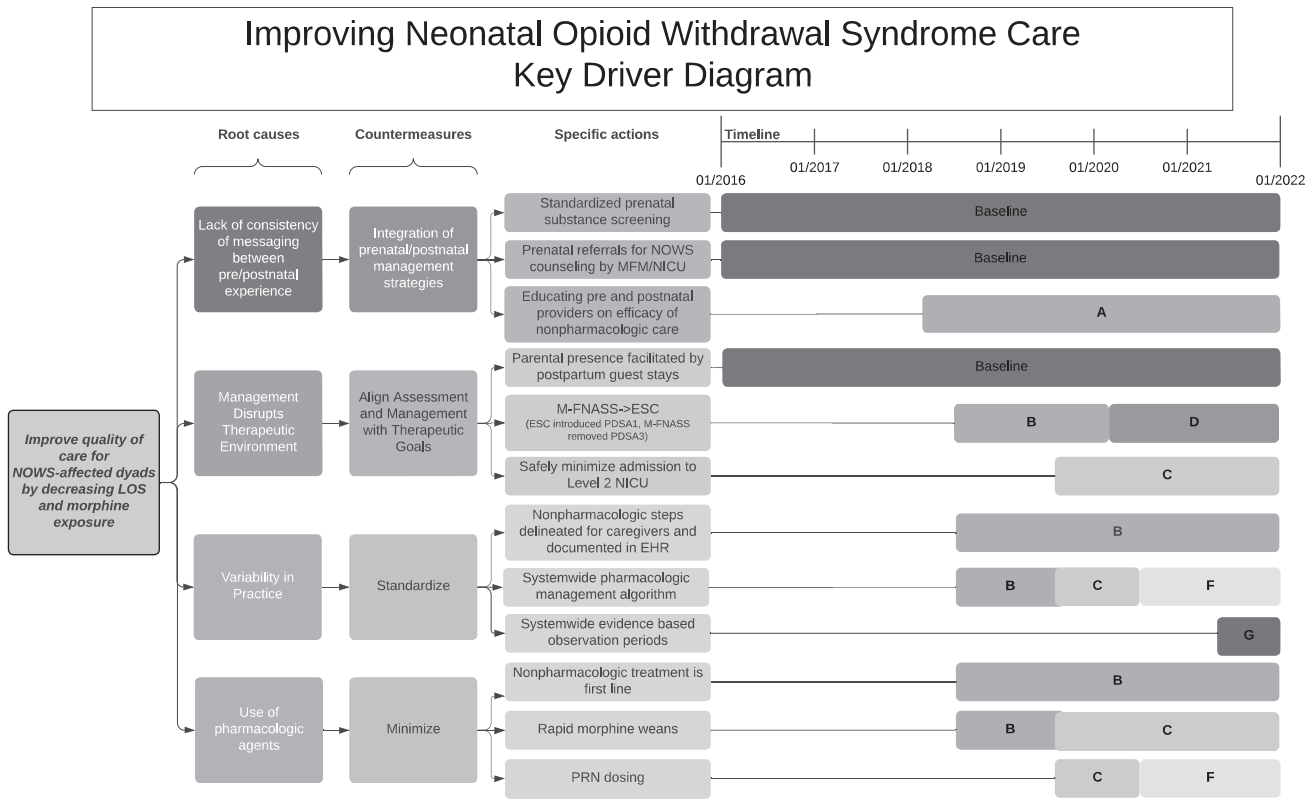 Improving Neonatal Opioid Withdrawal Syndrome Care
Key Driver Diagram
Root causes
Countermeasures
Specific actions
Timeline
01/2016
01/2017
01/2018
01/2019
01/2020
01/2021
01/2022
Improve quality of
care for
NOWS-affected dyads
by decreasing LOS
and morphine
exposure
Lack of consistency
of messaging
between
pre/postnatal
experience
Integration of
prenatal/postnatal
management
strategies
Standardized prenatal
substance screening
Baseline
Prenatal referrals for NOWS
counseling by MFM/NICU
Baseline
Educating pre and postnatal
providers on efficacy of
nonpharmacologic care
A
Management
Disrupts
Therapeutic
Environment
Align Assessment
and Management
with Therapeutic
Goals
Parental presence facilitated by
postpartum guest stays
Baseline
M-FNASS->ESC
(ESC introduced PDSA1, M-FNASS
removed PDSA3)
B
D
Safely minimize admission to
Level 2 NICU
C
Variability in
Practice
Standardize
Nonpharmacologic steps
delineated for caregivers and
documented in EHR
B
Systemwide pharmacologic
management algorithm
B
C
F
Systemwide evidence based
observation periods
G
Use of
pharmacologic
agents
Minimize
Nonpharmacologic treatment is
first line
B
Rapid morphine weans
B
C
PRN dosing
C
F